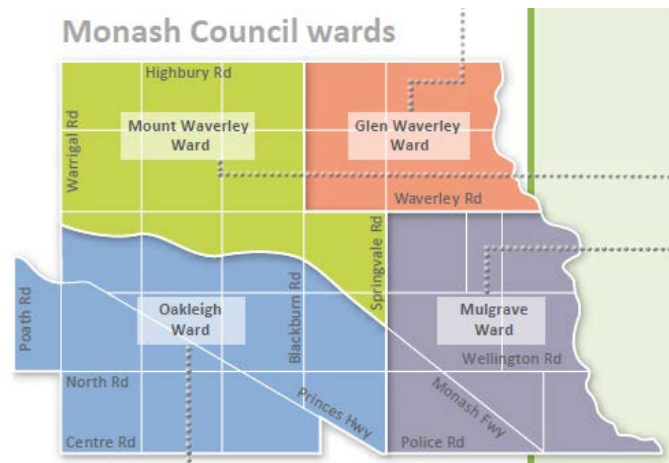 Monash Council wards
Highbury Rd
Warrigal Rd
Mount Waverley
Ward
Glen Waverley
Ward
Waverley Rd
Springvale Rd
Poath Rd
Oakleigh
Ward
Blackburn Rd
Mulgrave
Ward
Wellington Rd
North Rd
Princes Hwy
Monash Fwy
Centre Rd
Police Rd